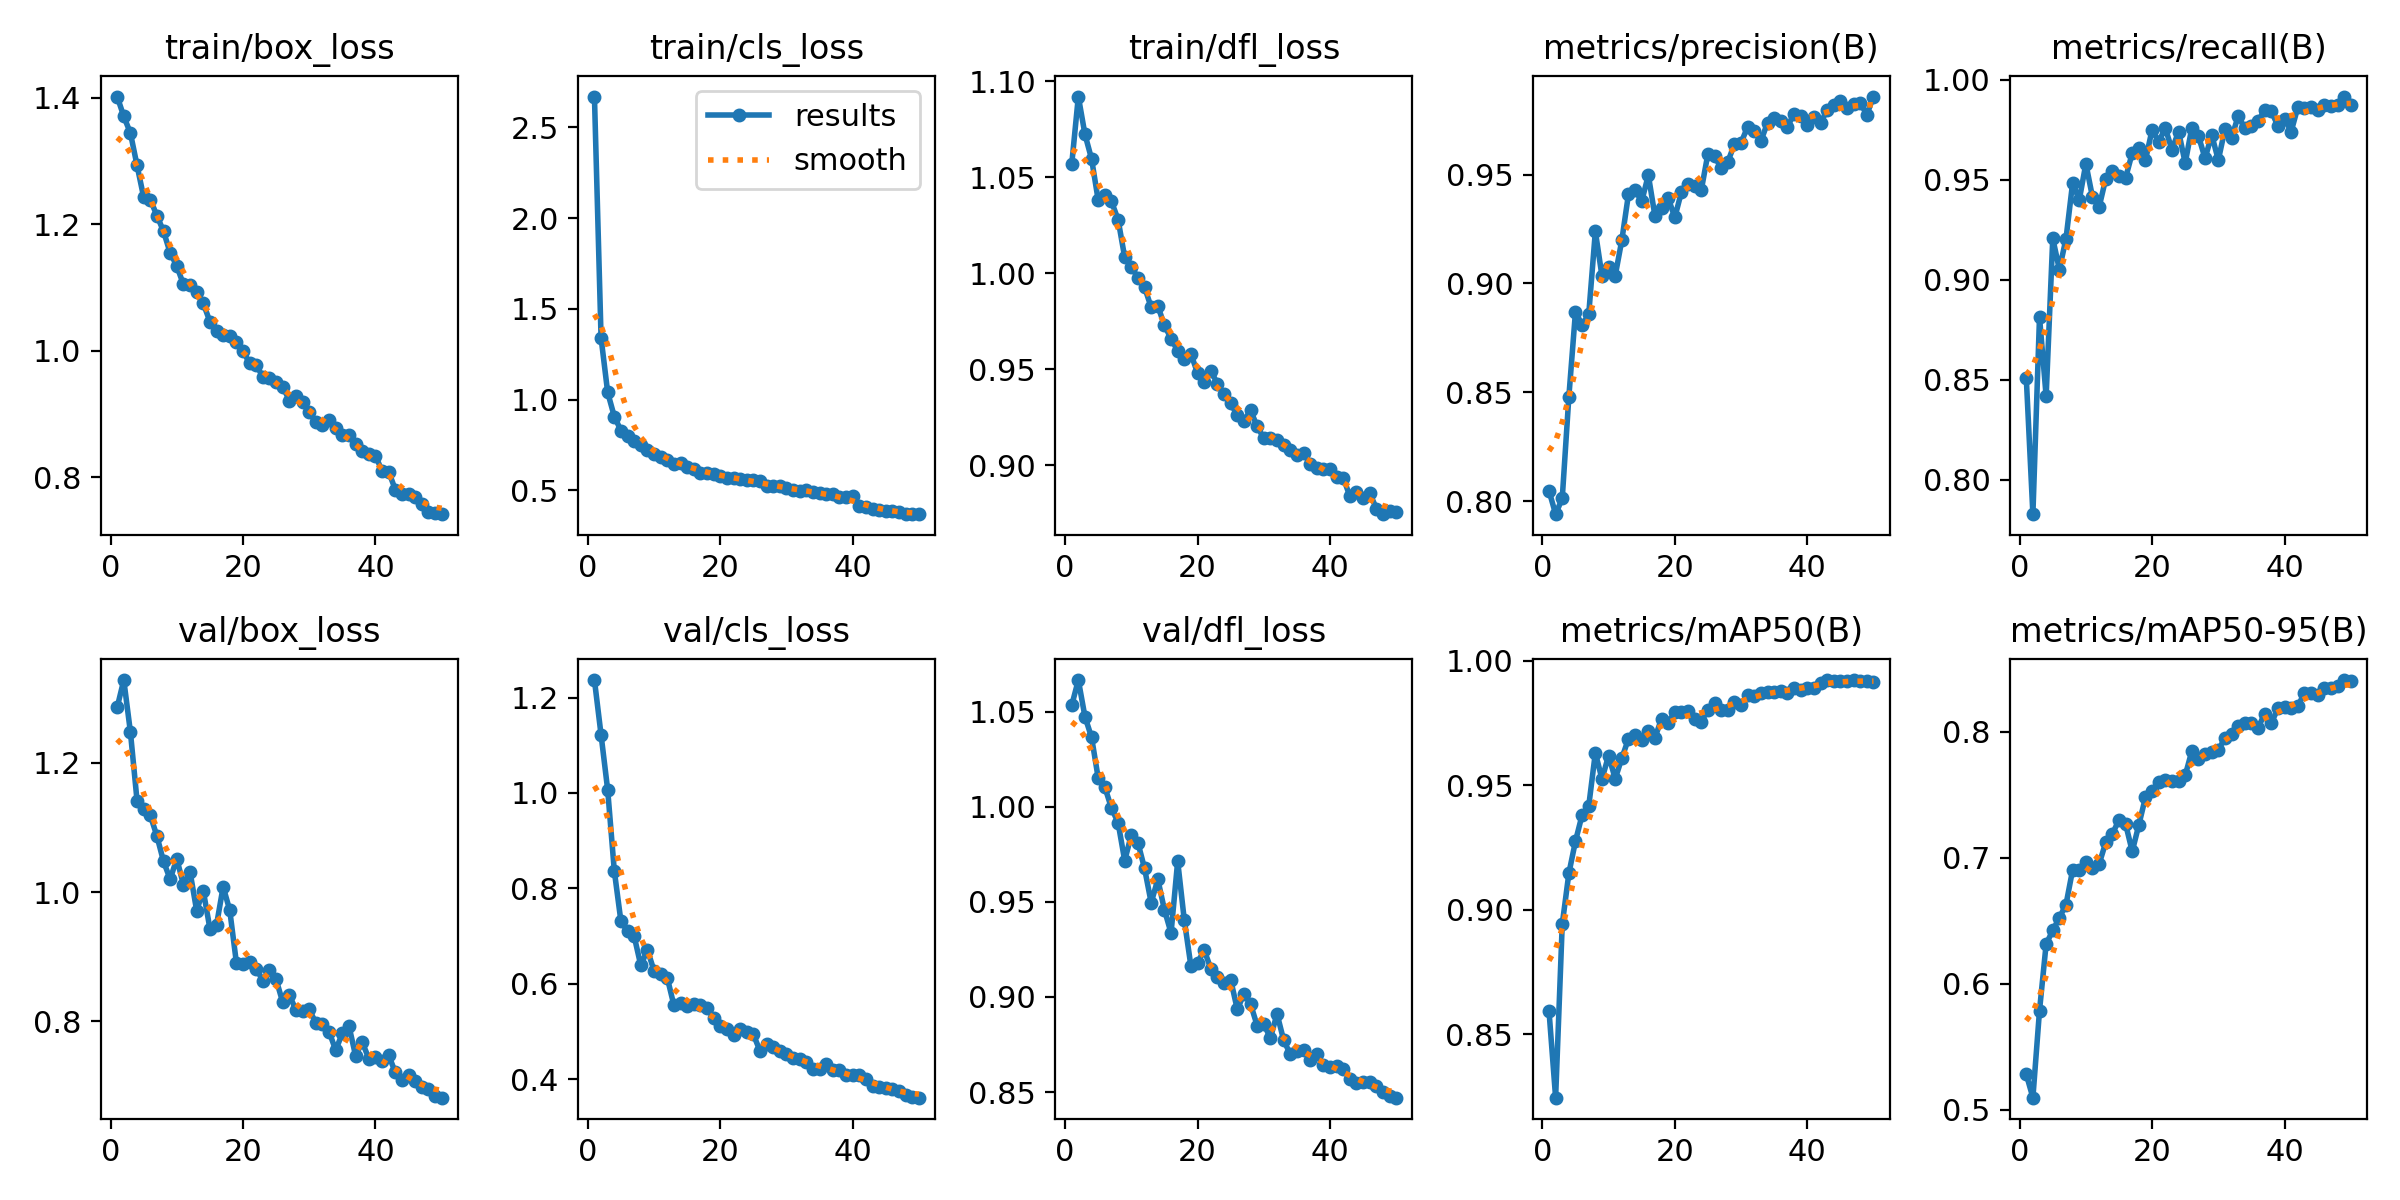 train/box_loss
1.4
1.2
1.0
0.8
0 20 40
train/cls_loss
results
smooth
2.5
2.0
1.5
1.0
0.5
0 20 40
train/dfl_loss
1.10
1.05
1.00
0.95
0.90
0 20 40
metrics/precision(B)
0.95
0.90
0.85
0.80
0 20 40
metrics/recall(B)
1.00
0.95
0.90
0.85
0.80
0 20 40
val/box_loss
1.2
1.0
0.8
0 20 40
val/cls_loss
1.2
1.0
0.8
0.6
0.4
0 20 40
val/dfl_loss
1.05
1.00
0.95
0.90
0.85
0 20 40
metrics/mAP50(B)
1.00
0.95
0.90
0.85
0 20 40
metrics/mAP50-95(B)
0.8
0.7
0.6
0.5
0 20 40